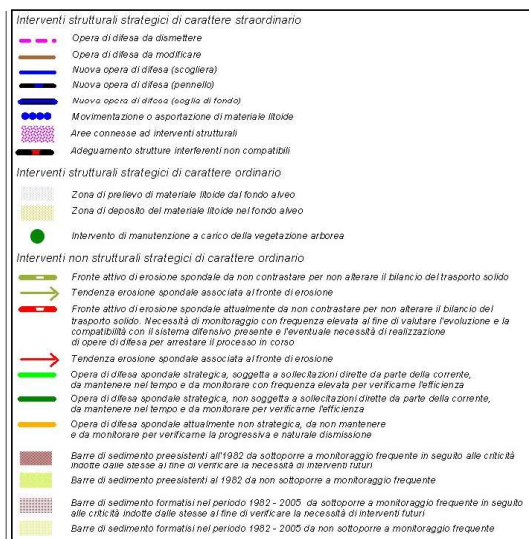 Interventi strutturali strategici di carattere straordinario
Opera di difesa da dismettere
Opera di difesa da modificare
Nuova opera di difesa (scogliera)
Nuova opera di difesa (pennello)
Nuova opera di difesa (soglia di fondo)
Movimentazione o asportazione di materiale litoide
Aree connesse ad interventi strutturali
Adeguamento strutture interferenti non compatibili
Interventi strutturali strategici di carattere ordinario
Zona di prelievo di materiale litoide dal fondo alveo
Zona di deposito del materiale litoide nel fondo alveo
Intervento di manutenzione a carico della vegetazione arborea
Interventi non strutturali strategici di carattere ordinario
Fronte attivo di erosione spondale da non contrastare per non alterare il bilancio del trasporto solido
Tendenza erosione spondale associata al fronte di erosione
Fronte attivo di erosione spondale attualmente da non contrastare per non alterare il bilancio del
trasporto solido. Necessità di monitoraggio con frequenza elevata al fine di valutare l'evoluzione e la
compatibilità con il sistema difensivo presente e l'eventuale necessità di realizzazione
di opere di difesa per arrestare il processo in corso
Tendenza erosione spondale associata al fronte di erosione
Opera di difesa spondale strategica, soggetta a sollecitazioni dirette da parte della corrente,
da mantenere nel tempo e da monitorare con frequenza elevata per verificarne l'efficienza
Opera di difesa spondale strategica, non soggetta a sollecitazioni dirette da parte della corrente,
da mantenere nel tempo e da monitorare per verificarne l'efficienza
Opera di difesa spondale attualmente non strategica, da non mantenere
e da monitorare per verificarne la progressiva e naturale dismissione
Barre di sedimento preesistenti all'1982 da sottoporre a monitoraggio frequente in seguito alle criticità
indotte dalle stesse al fine di verificare la necessità di interventi futuri
Barre di sedimento preesistenti al 1982 da non sottoporre a monitoraggio frequente
Barre di sedimento formatisi nel periodo 1982 - 2005 da sottoporre a monitoraggio frequente in seguito
alle criticità indotte dalle stesse al fine di verificare la necessità di interventi futuri
Barre di sedimento formatisi nel periodo 1982 - 2005 da non sottoporre a monitoraggio frequente